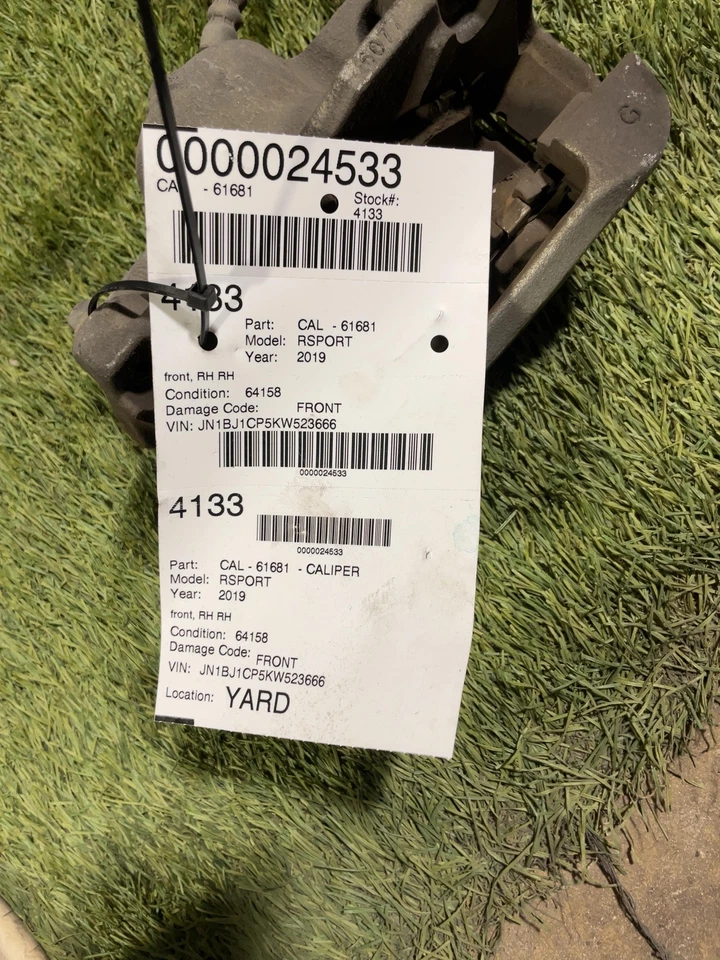 607
G
0000024533
CAL - 61681
Stock#:
4133
4133
Part: CAL - 61681
Model: RSPORT
Year: 2019
front, RH RH
Condition: 64158
Damage Code: FRONT
VIN: JN1BJ1CP5KW523666
0000024533
4133
0000024533
Part: CAL - 61681 - CALIPER
Model: RSPORT
Year: 2019
front, RH RH
Condition: 64158
Damage Code: FRONT
VIN: JN1BJ1CP5KW523666
Location: YARD